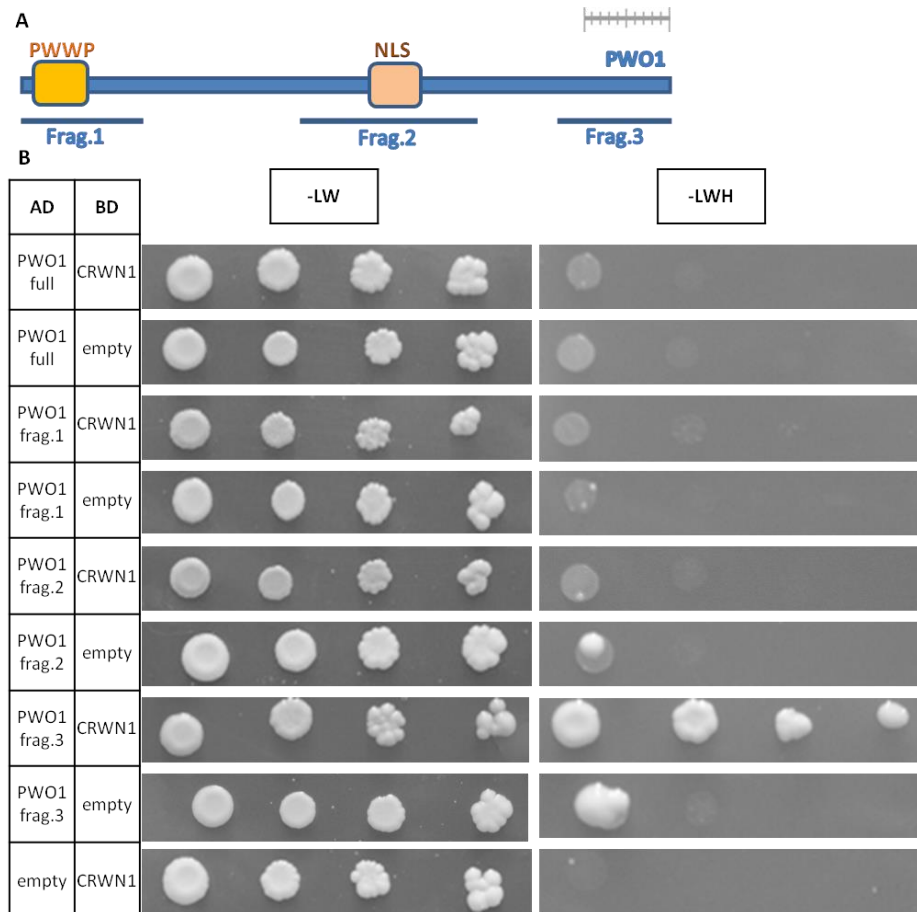 A
PWWP
NLS
PWO1
Frag.1
Frag.2
Frag.3
B
AD BD
-LW
-LWH
PWO1
full
CRWN1
PWO1
full
empty
PWO1
frag.1
CRWN1
PWO1
frag.1
empty
PWO1
frag.2
CRWN1
PWO1
frag.2
empty
PWO1
frag.3
CRWN1
PWO1
frag.3
empty
empty CRWN1